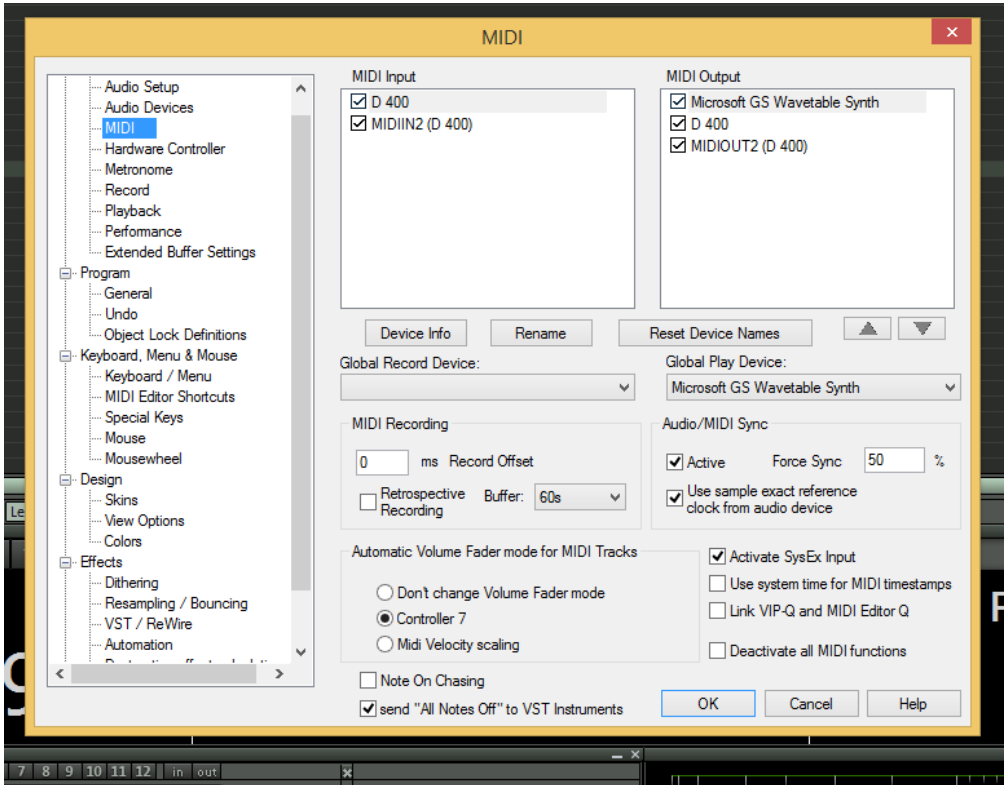 MIDI
Audio Setup
Audio Devices
MIDI
Hardware Controller
Metronome
Record
Playback
Performance
Extended Buffer Settings
Program
General
Undo
Object Lock Definitions
Keyboard, Menu & Mouse
Keyboard / Menu
MIDI Editor Shortcuts
Special Keys
Mouse
Mousewheel
Design
Skins
View Options
Colors
Effects
Dithering
Resampling / Bouncing
VST / ReWire
Automation
MIDI Input
D 400
MIDIIN2 (D 400)
MIDI Output
Microsoft GS Wavetable Synth
D 400
MIDIOUT2 (D 400)
Device Info
Rename
Reset Device Names
Global Record Device:
Global Play Device:
Microsoft GS Wavetable Synth
MIDI Recording
0 ms Record Offset
Retrospective
Recording
Buffer: 60s
Audio/MIDI Sync
Active Force Sync 50 %
Use sample exact reference
clock from audio device
Automatic Volume Fader mode for MIDI Tracks
Don't change Volume Fader mode
Controller 7
Midi Velocity scaling
Activate SysEx Input
Use system time for MIDI timestamps
Link VIP-Q and MIDI Editor Q
Deactivate all MIDI functions
Note On Chasing
send "All Notes Off" to VST Instruments
OK
Cancel
Help
Le
7 8 9 10 11 12 in out